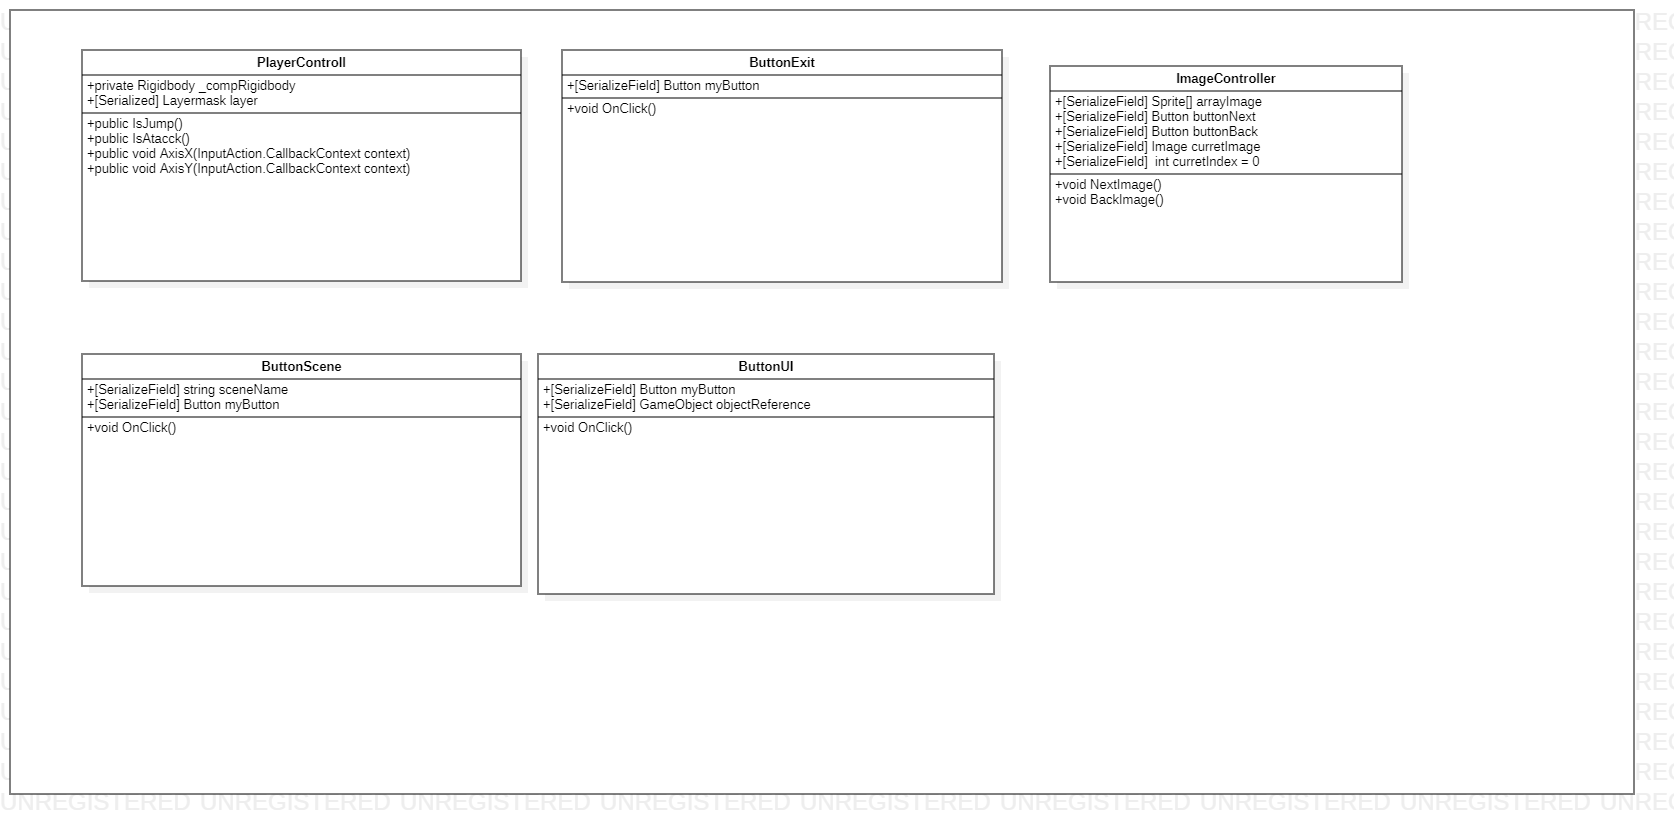 PlayerControll
+private Rigidbody _compRigidbody
+[Serialized] Layermask layer
+public IsJump()
+public IsAtacck()
+public void AxisX(InputAction.CallbackContext context)
+public void AxisY(InputAction.CallbackContext context)
ButtonExit
+[SerializeField] Button myButton
+void OnClick()
ImageController
+[SerializeField] Sprite[] arrayImage
+[SerializeField] Button buttonNext
+[SerializeField] Button buttonBack
+[SerializeField] Image curretImage
+[SerializeField]  int curretIndex = 0
+void NextImage()
+void BackImage()
ButtonScene
+[SerializeField] string sceneName
+[SerializeField] Button myButton
+void OnClick()
ButtonUI
+[SerializeField] Button myButton
+[SerializeField] GameObject objectReference
+void OnClick()
UNREGISTERED UNREGISTERED UNREGISTERED UNREGISTERED UNREGISTERED UNREGISTERED UNREGISTERED UNREGISTERED